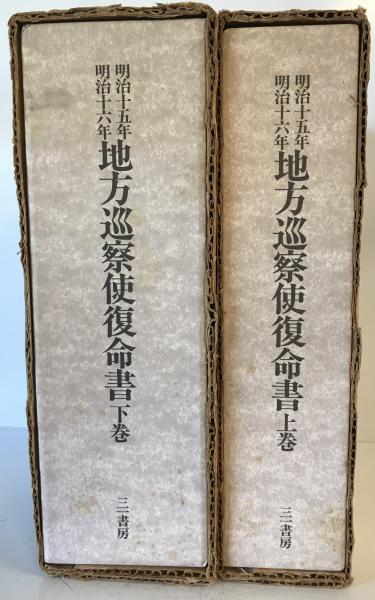 明治十五年
明治十六年
地方巡察使復命書 上巻
三一書房
明治十五年
明治十六年
地方巡察使復命書 下巻
三一書房